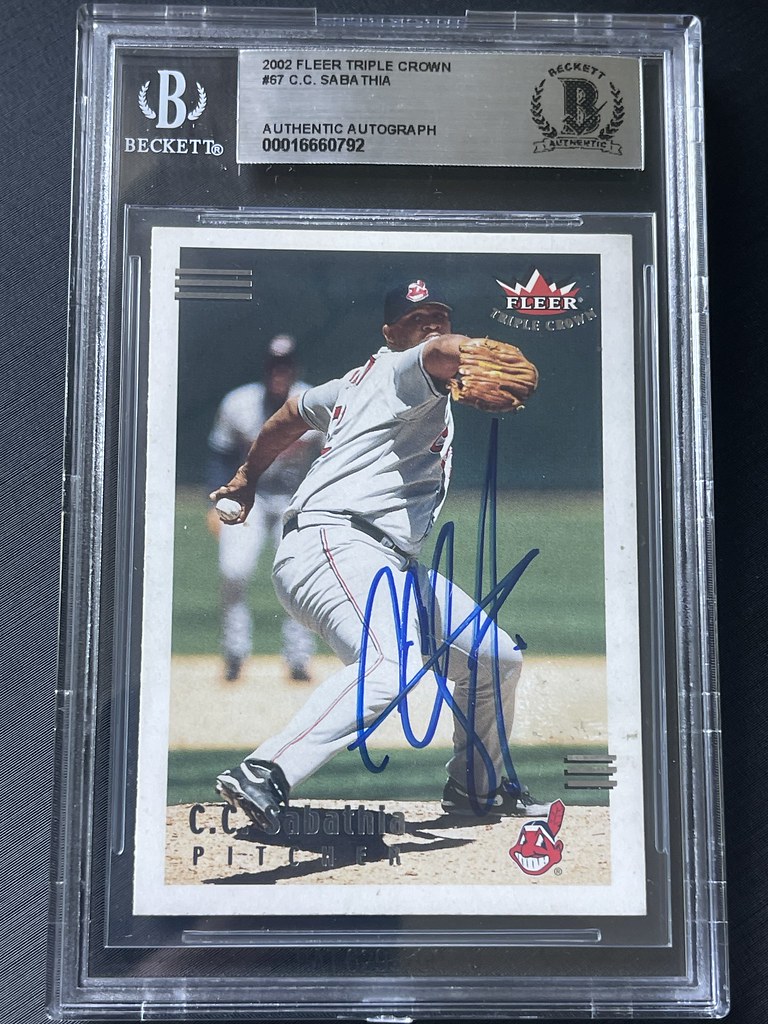 2002 FLEER TRIPLE CROWN
#67 C.C. SABATHIA
AUTHENTIC AUTOGRAPH
00016660792
B
BECKETT®
BECKETT
B
AUTHENTIC
FLEER®
TRIPLE CROWN
C.C. Sabathia
PITCHER
®